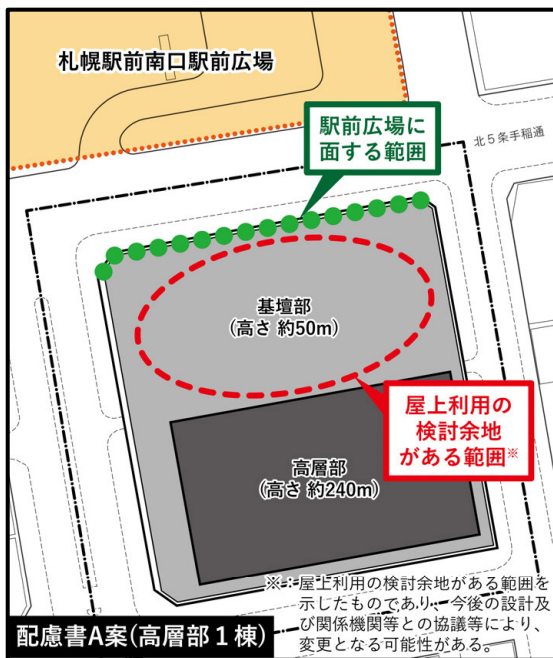 札幌駅前南口駅前広場
駅前広場に
面する範囲
北5条手稲通
基壇部
(高さ 約50m)
屋上利用の
検討余地
がある範囲※
高層部
(高さ 約240m)
※：屋上利用の検討余地がある範囲を
示したものであり、今後の設計及
び関係機関等との協議等により、
変更となる可能性がある。
配慮書A案(高層部1棟)